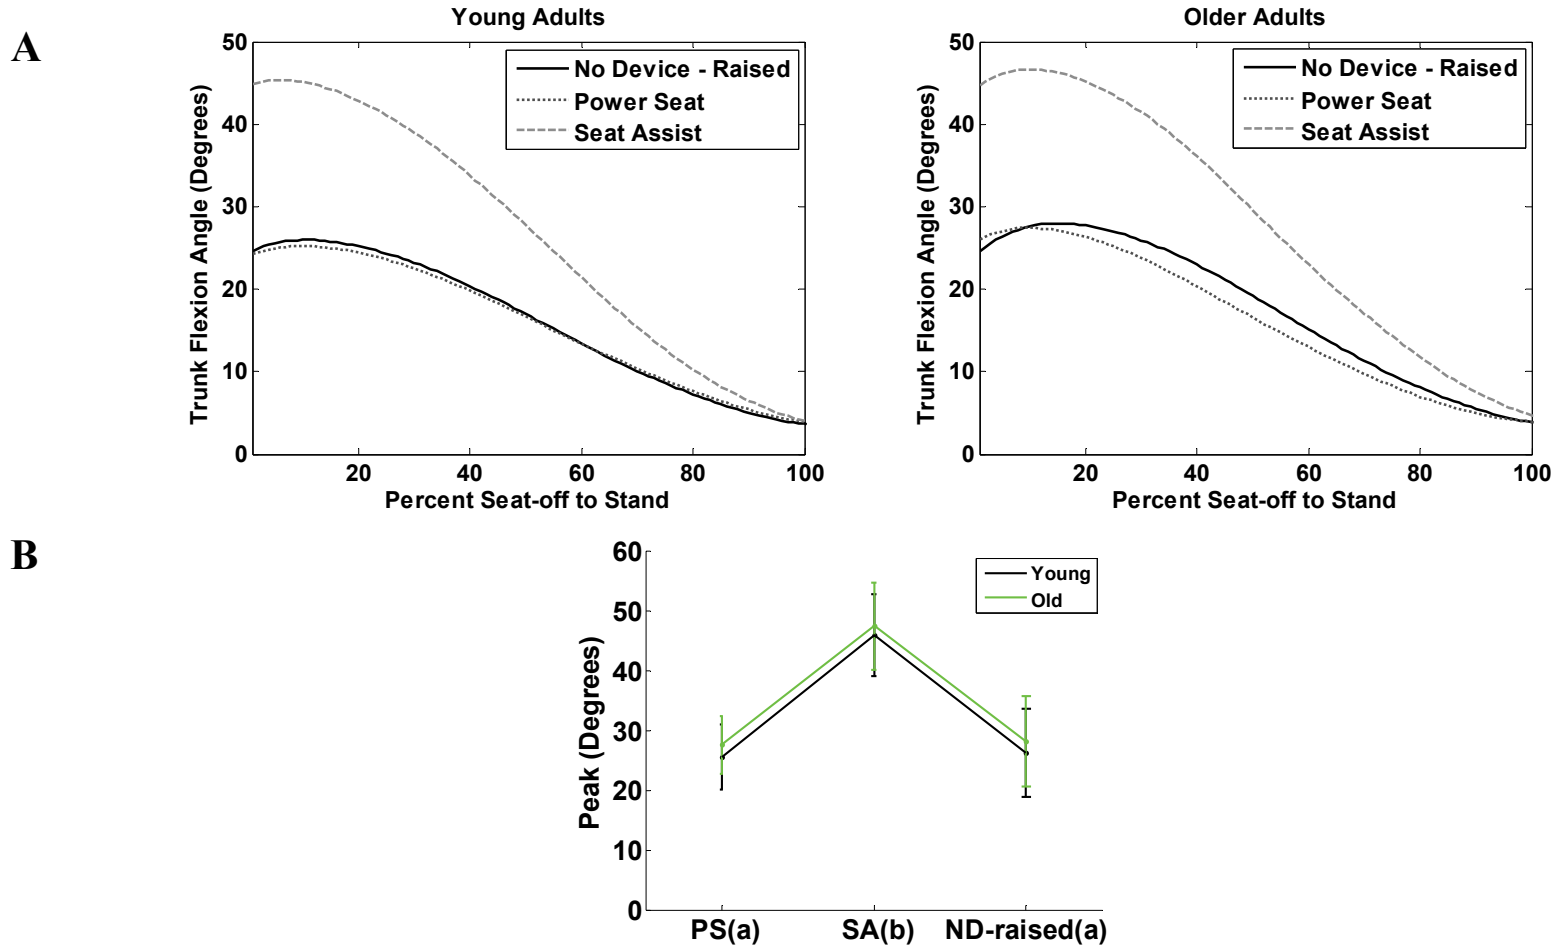 A
Young Adults
Trunk Flexion Angle (Degrees)
50
40
30
20
10
0
No Device - Raised
Power Seat
Seat Assist
20
40
60
80
100
Percent Seat-off to Stand
Older Adults
Trunk Flexion Angle (Degrees)
50
40
30
20
10
0
No Device - Raised
Power Seat
Seat Assist
20
40
60
80
100
Percent Seat-off to Stand
B
Peak (Degrees)
60
50
40
30
20
10
0
Young
Old
PS(a)
SA(b)
ND-raised(a)